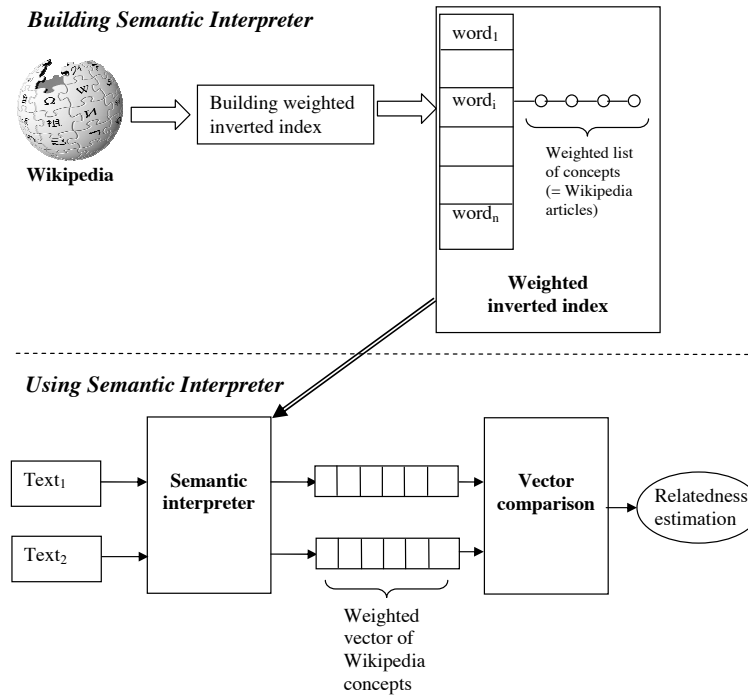 Building Semantic Interpreter
word1
Building weighted
inverted index
wordi
Wikipedia
Weighted list
of concepts
(= Wikipedia
articles)
wordn
Weighted
inverted index
Using Semantic Interpreter
Text1
Semantic
interpreter
Vector
comparison
Relatedness
estimation
Text2
Weighted
vector of
Wikipedia
concepts